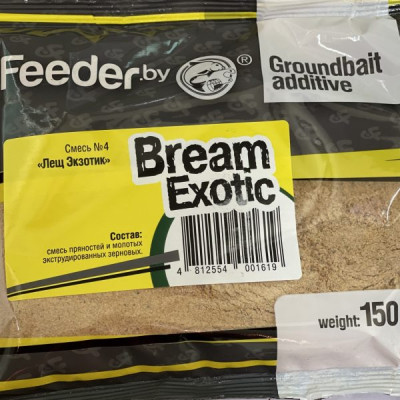 Feeder.by ®
Groundbait
additive
Смесь №4
«Лещ Экзотик»
Bream
Exotic
Состав:
смесь пряностей и молотых
экструдированных зерновых.
4 812554 001619
weight: 150